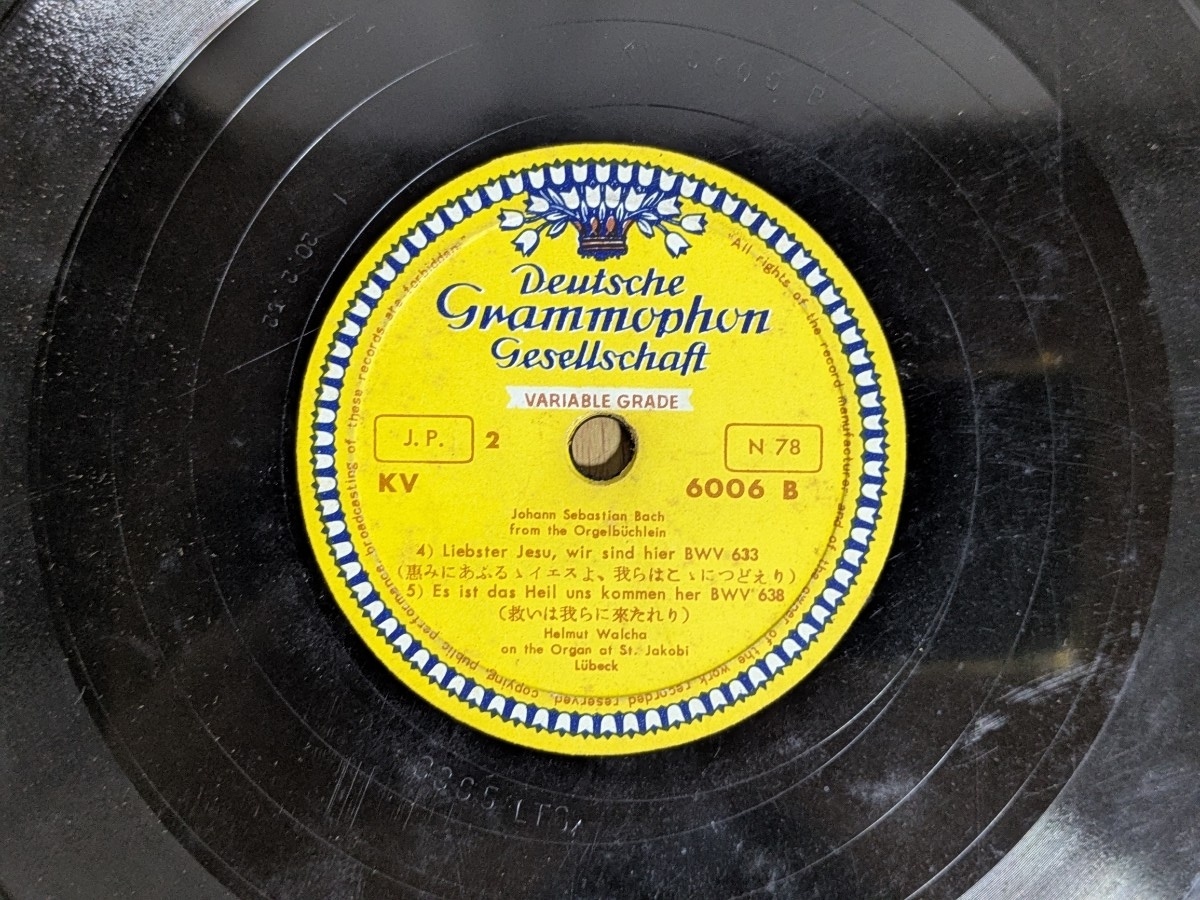 Deutsche
Grammophon
Gesellschaft
VARIABLE GRADE
J. P. 2
N 78
KV
6006 B
Johann Sebastian Bach
from the Orgelbüchlein
4) Liebster Jesu, wir sind hier BWV 633
(惠みにあふるゝイエスよ、我らはこゝにつどえり)
5) Es ist das Heil uns kommen her BWV 638
(救いは我らに來たれり)
Helmut Walcha
on the Organ at St. Jakobi
Lübeck
"All rights of the record manufacturer and of the owner of the work recorded reserved copying, public performance broadcasting of these records are forbidden"